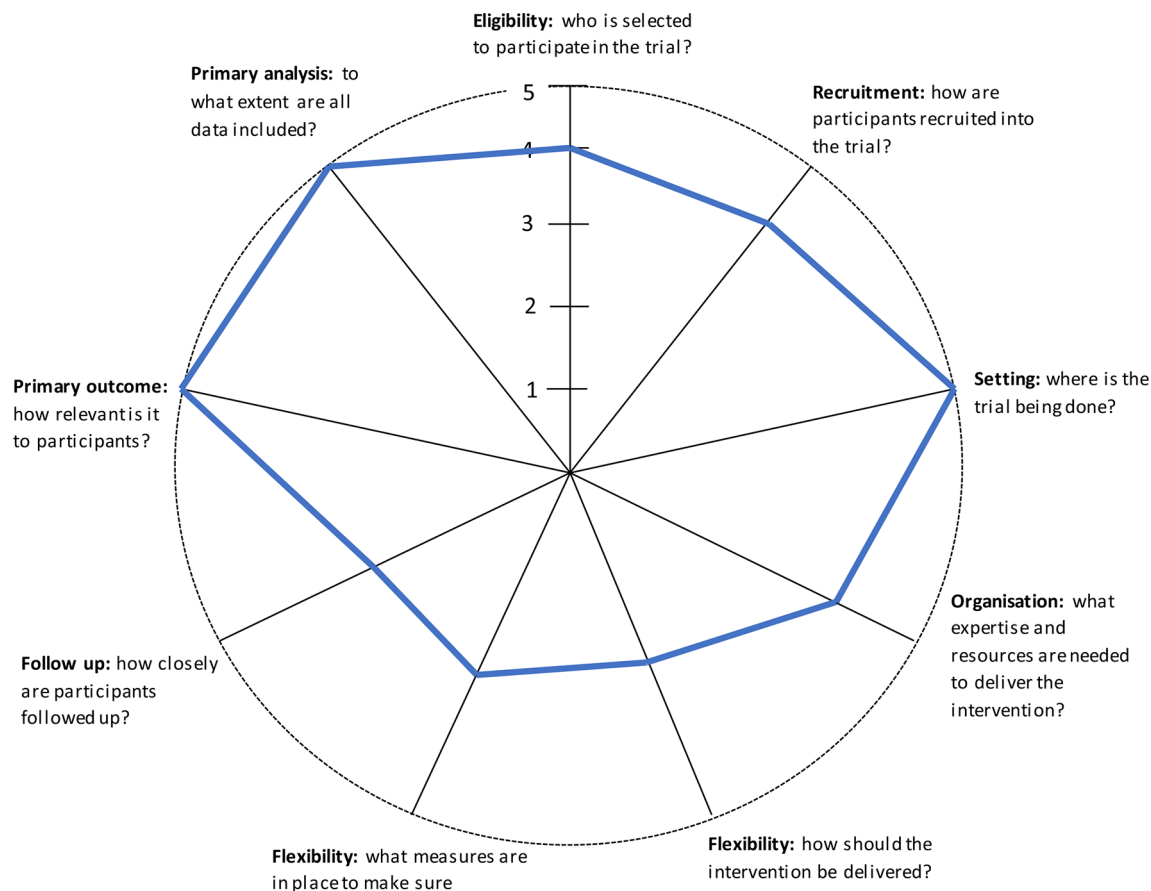 Eligibility: who is selected
to participate in the trial?
Primary analysis: to
what extent are all
data included?
Recruitment: how are
participants recruited into
the trial?
5
4
3
2
1
Primary outcome:
how relevant is it
to participants?
Setting: where is the
trial being done?
Organisation: what
expertise and
resources are needed
to deliver the
intervention?
Follow up: how closely
are participants
followed up?
Flexibility: how should the
intervention be delivered?
Flexibility: what measures are
in place to make sure